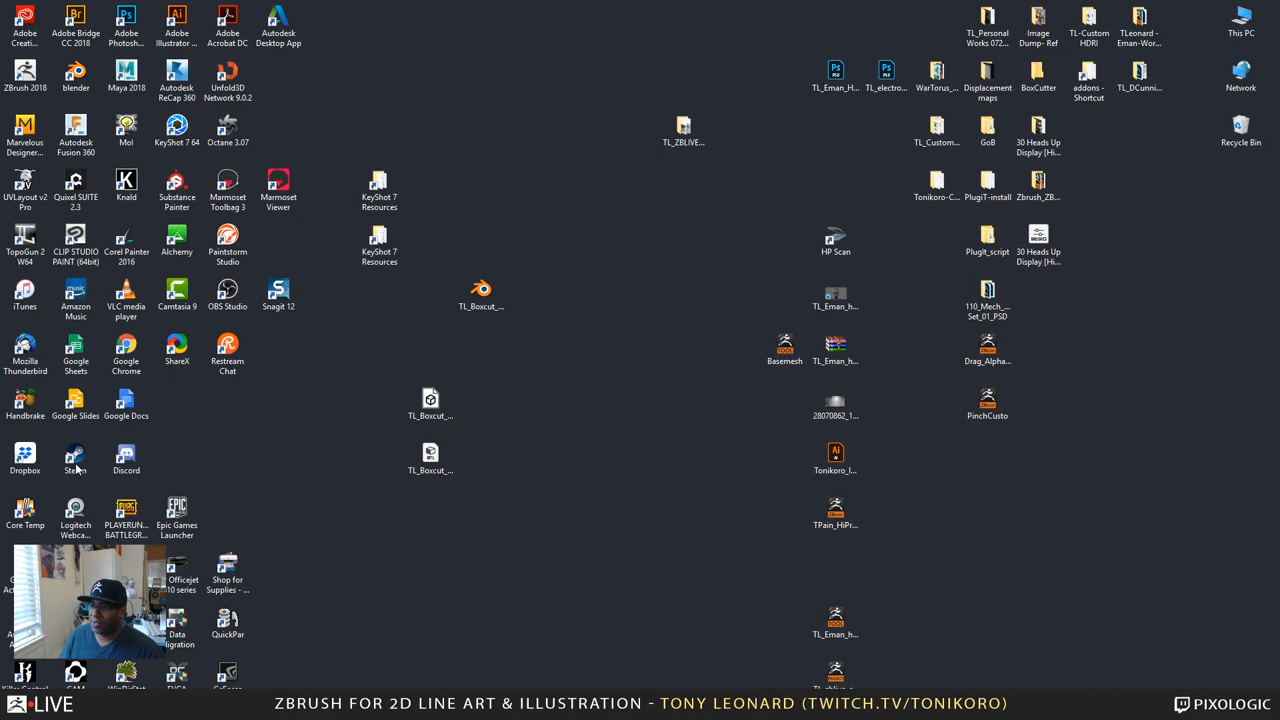 Adobe
Creati...
Adobe Bridge
CC 2018
Adobe
Photosh...
Adobe
Illustrator ...
Adobe
Acrobat DC
Autodesk
Desktop App
TL_Personal
Works 072...
Image
Dump- Ref
TL-Custom
HDRI
TLeonard -
Eman-Wor...
This PC
ZBrush 2018
blender
Maya 2018
Autodesk
ReCap 360
Unfold3D
Network 9.0.2
TL_Eman_H...
TL_electro...
WarTorus_...
Displacement
maps
BoxCutter
addons -
Shortcut
TL_DCunni...
Network
Marvelous
Designer...
Autodesk
Fusion 360
MoI
KeyShot 7 64
Octane 3.07
TL_ZBLIVE...
TL_Custom...
GoB
30 Heads Up
Display [Hi...
Recycle Bin
UVLayout v2
Pro
Quixel SUITE
2.3
Knald
Substance
Painter
Marmoset
Toolbag 3
Marmoset
Viewer
KeyShot 7
Resources
Tonikoro-C...
PlugiT-install
Zbrush_ZB...
TopoGun 2
W64
CLIP STUDIO
PAINT (64bit)
Corel Painter
2016
Alchemy
Paintstorm
Studio
KeyShot 7
Resources
HP Scan
PlugIt_script
30 Heads Up
Display [Hi...
iTunes
Amazon
Music
VLC media
player
Camtasia 9
OBS Studio
Snagit 12
TL_Boxcut_...
TL_Eman_h...
110_Mech_...
Set_01_PSD
Mozilla
Thunderbird
Google
Sheets
Google
Chrome
ShareX
Restream
Chat
Basemesh
TL_Eman_h...
Drag_Alpha...
Handbrake
Google Slides
Google Docs
TL_Boxcut_...
28070862_1...
PinchCusto
Dropbox
Steam
Discord
TL_Boxcut_...
Tonikoro_l...
Core Temp
Logitech
Webca...
PLAYERUN...
BATTLEGR...
Epic Games
Launcher
TPain_HiPr...
Officejet
10 series
Shop for
Supplies - ...
Data
QuickPar
TL_Eman_h...
LIVE
ZBRUSH FOR 2D LINE ART & ILLUSTRATION - TONY LEONARD (TWITCH.TV/TONIKORO)
PIXOLOGIC